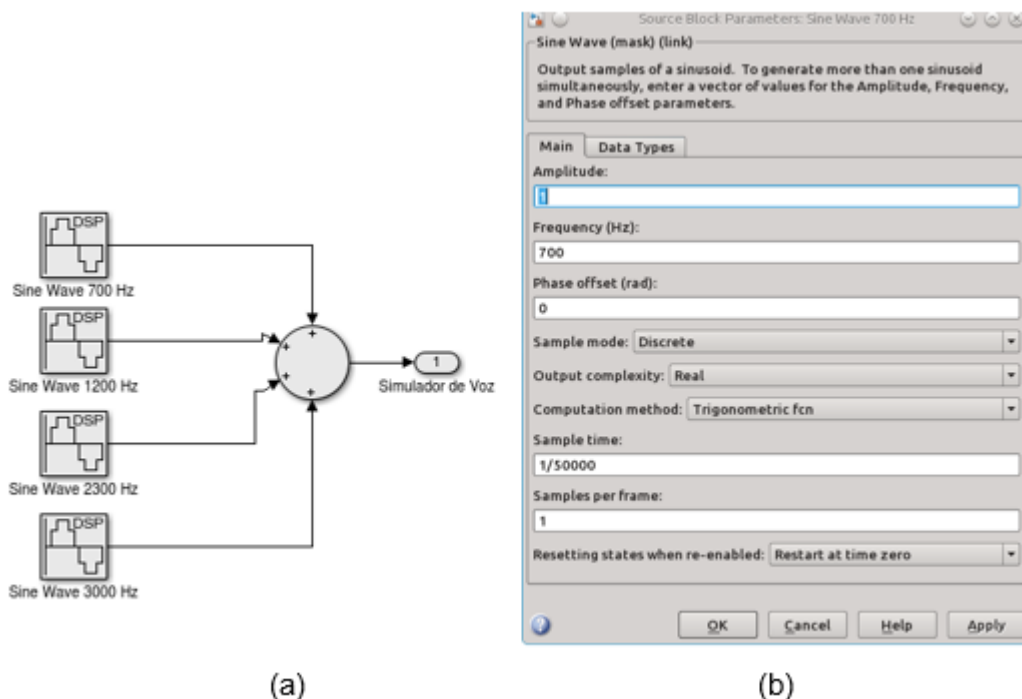 DSP
Sine Wave 700 Hz
DSP
Sine Wave 1200 Hz
DSP
Sine Wave 2300 Hz
DSP
Sine Wave 3000 Hz
+
+
+
+
1
Simulador de Voz
(a)
Source Block Parameters: Sine Wave 700 Hz
Sine Wave (mask) (link)
Output samples of a sinusoid. To generate more than one sinusoid
simultaneously, enter a vector of values for the Amplitude, Frequency,
and Phase offset parameters.
Main Data Types
Amplitude:
1
Frequency (Hz):
700
Phase offset (rad):
0
Sample mode: Discrete
Output complexity: Real
Computation method: Trigonometric fcn
Sample time:
1/50000
Samples per frame:
1
Resetting states when re-enabled: Restart at time zero
? OK Cancel Help Apply
(b)